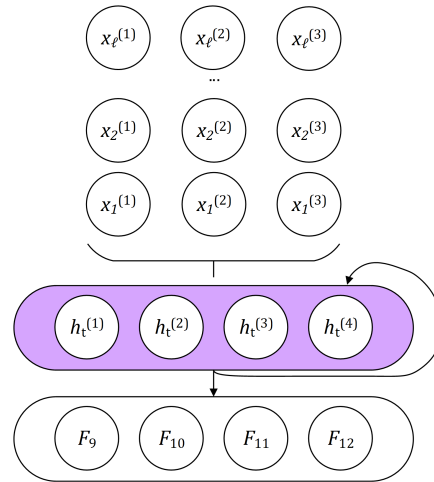 xℓ⁽¹⁾ xℓ⁽²⁾ xℓ⁽³⁾
...
x₂⁽¹⁾ x₂⁽²⁾ x₂⁽³⁾
x₁⁽¹⁾ x₁⁽²⁾ x₁⁽³⁾
hₜ⁽¹⁾ hₜ⁽²⁾ hₜ⁽³⁾ hₜ⁽⁴⁾
F₉ F₁₀ F₁₁ F₁₂